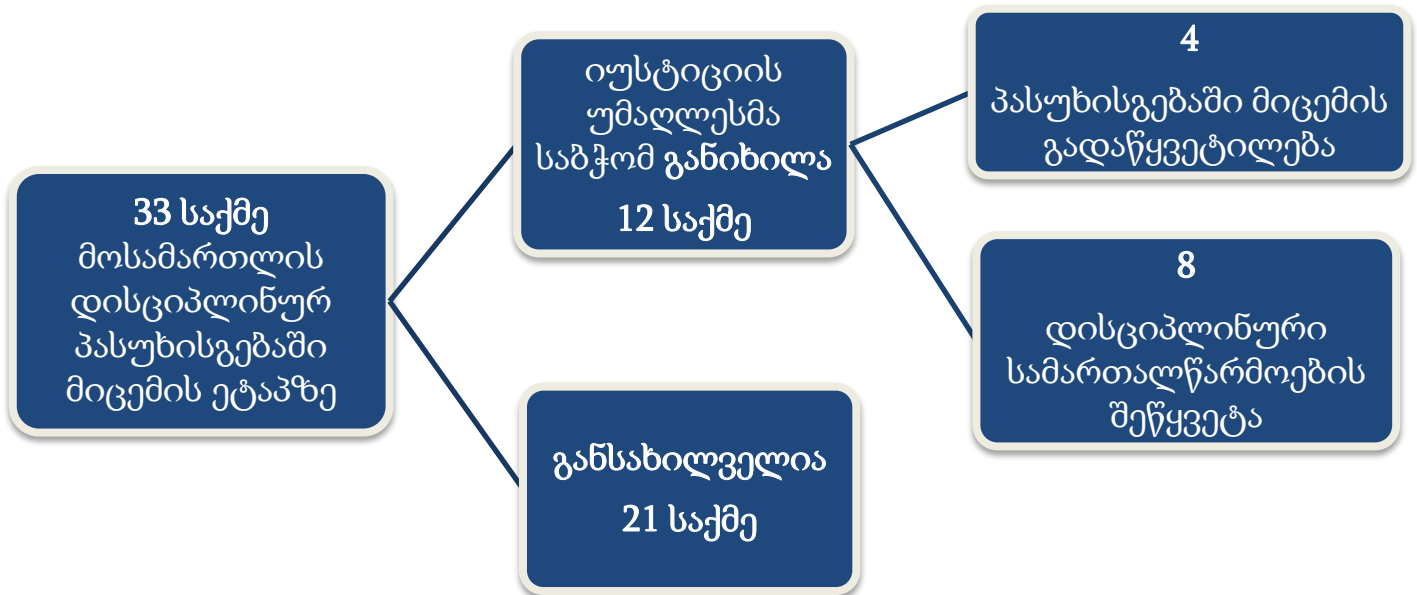 33 საქმე
მოსამართლის
დისციპლინურ
პასუხისგებაში
მიცემის ეტაპზე
იუსტიციის
უმაღლესმა
საბჭომ განიხილა
12 საქმე
განსახილველია
21 საქმე
4
პასუხისგებაში მიცემის
გადაწყვეტილება
8
დისციპლინური
სამართალწარმოების
შეწყვეტა